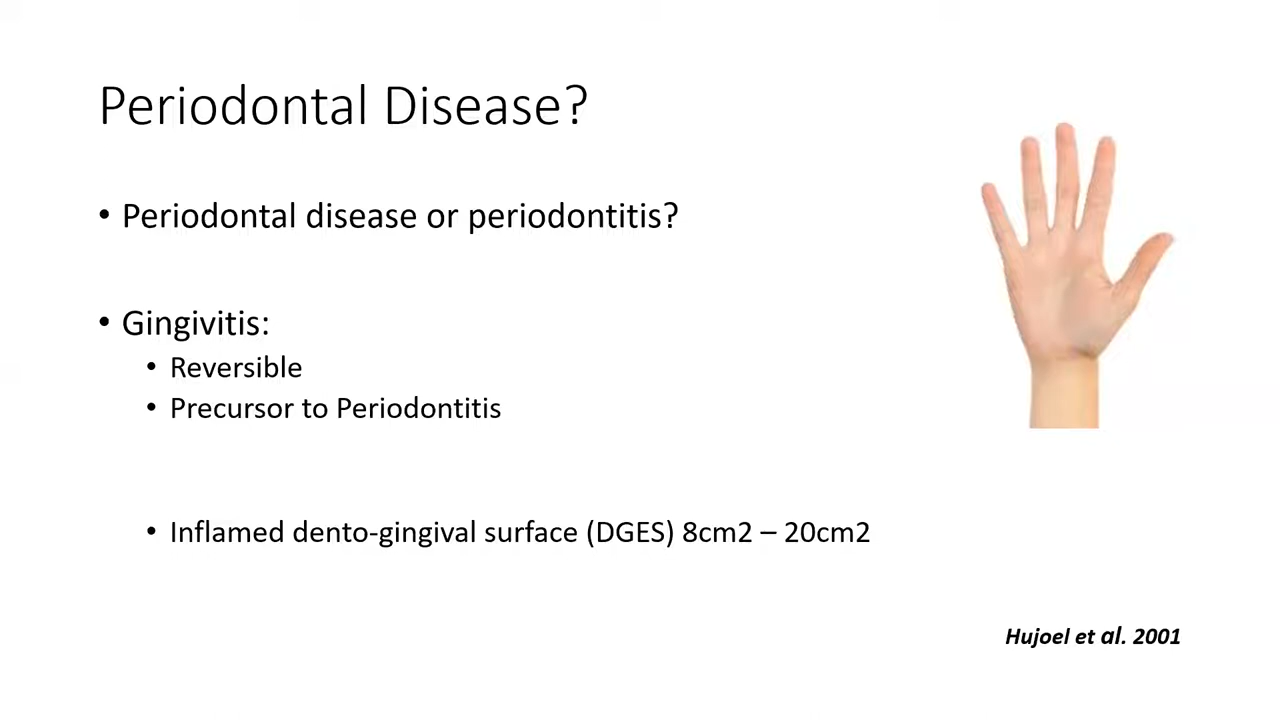 Periodontal Disease?
• Periodontal disease or periodontitis?
• Gingivitis:
• Reversible
• Precursor to Periodontitis
• Inflamed dento-gingival surface (DGES) 8cm2 – 20cm2
Hujoel et al. 2001